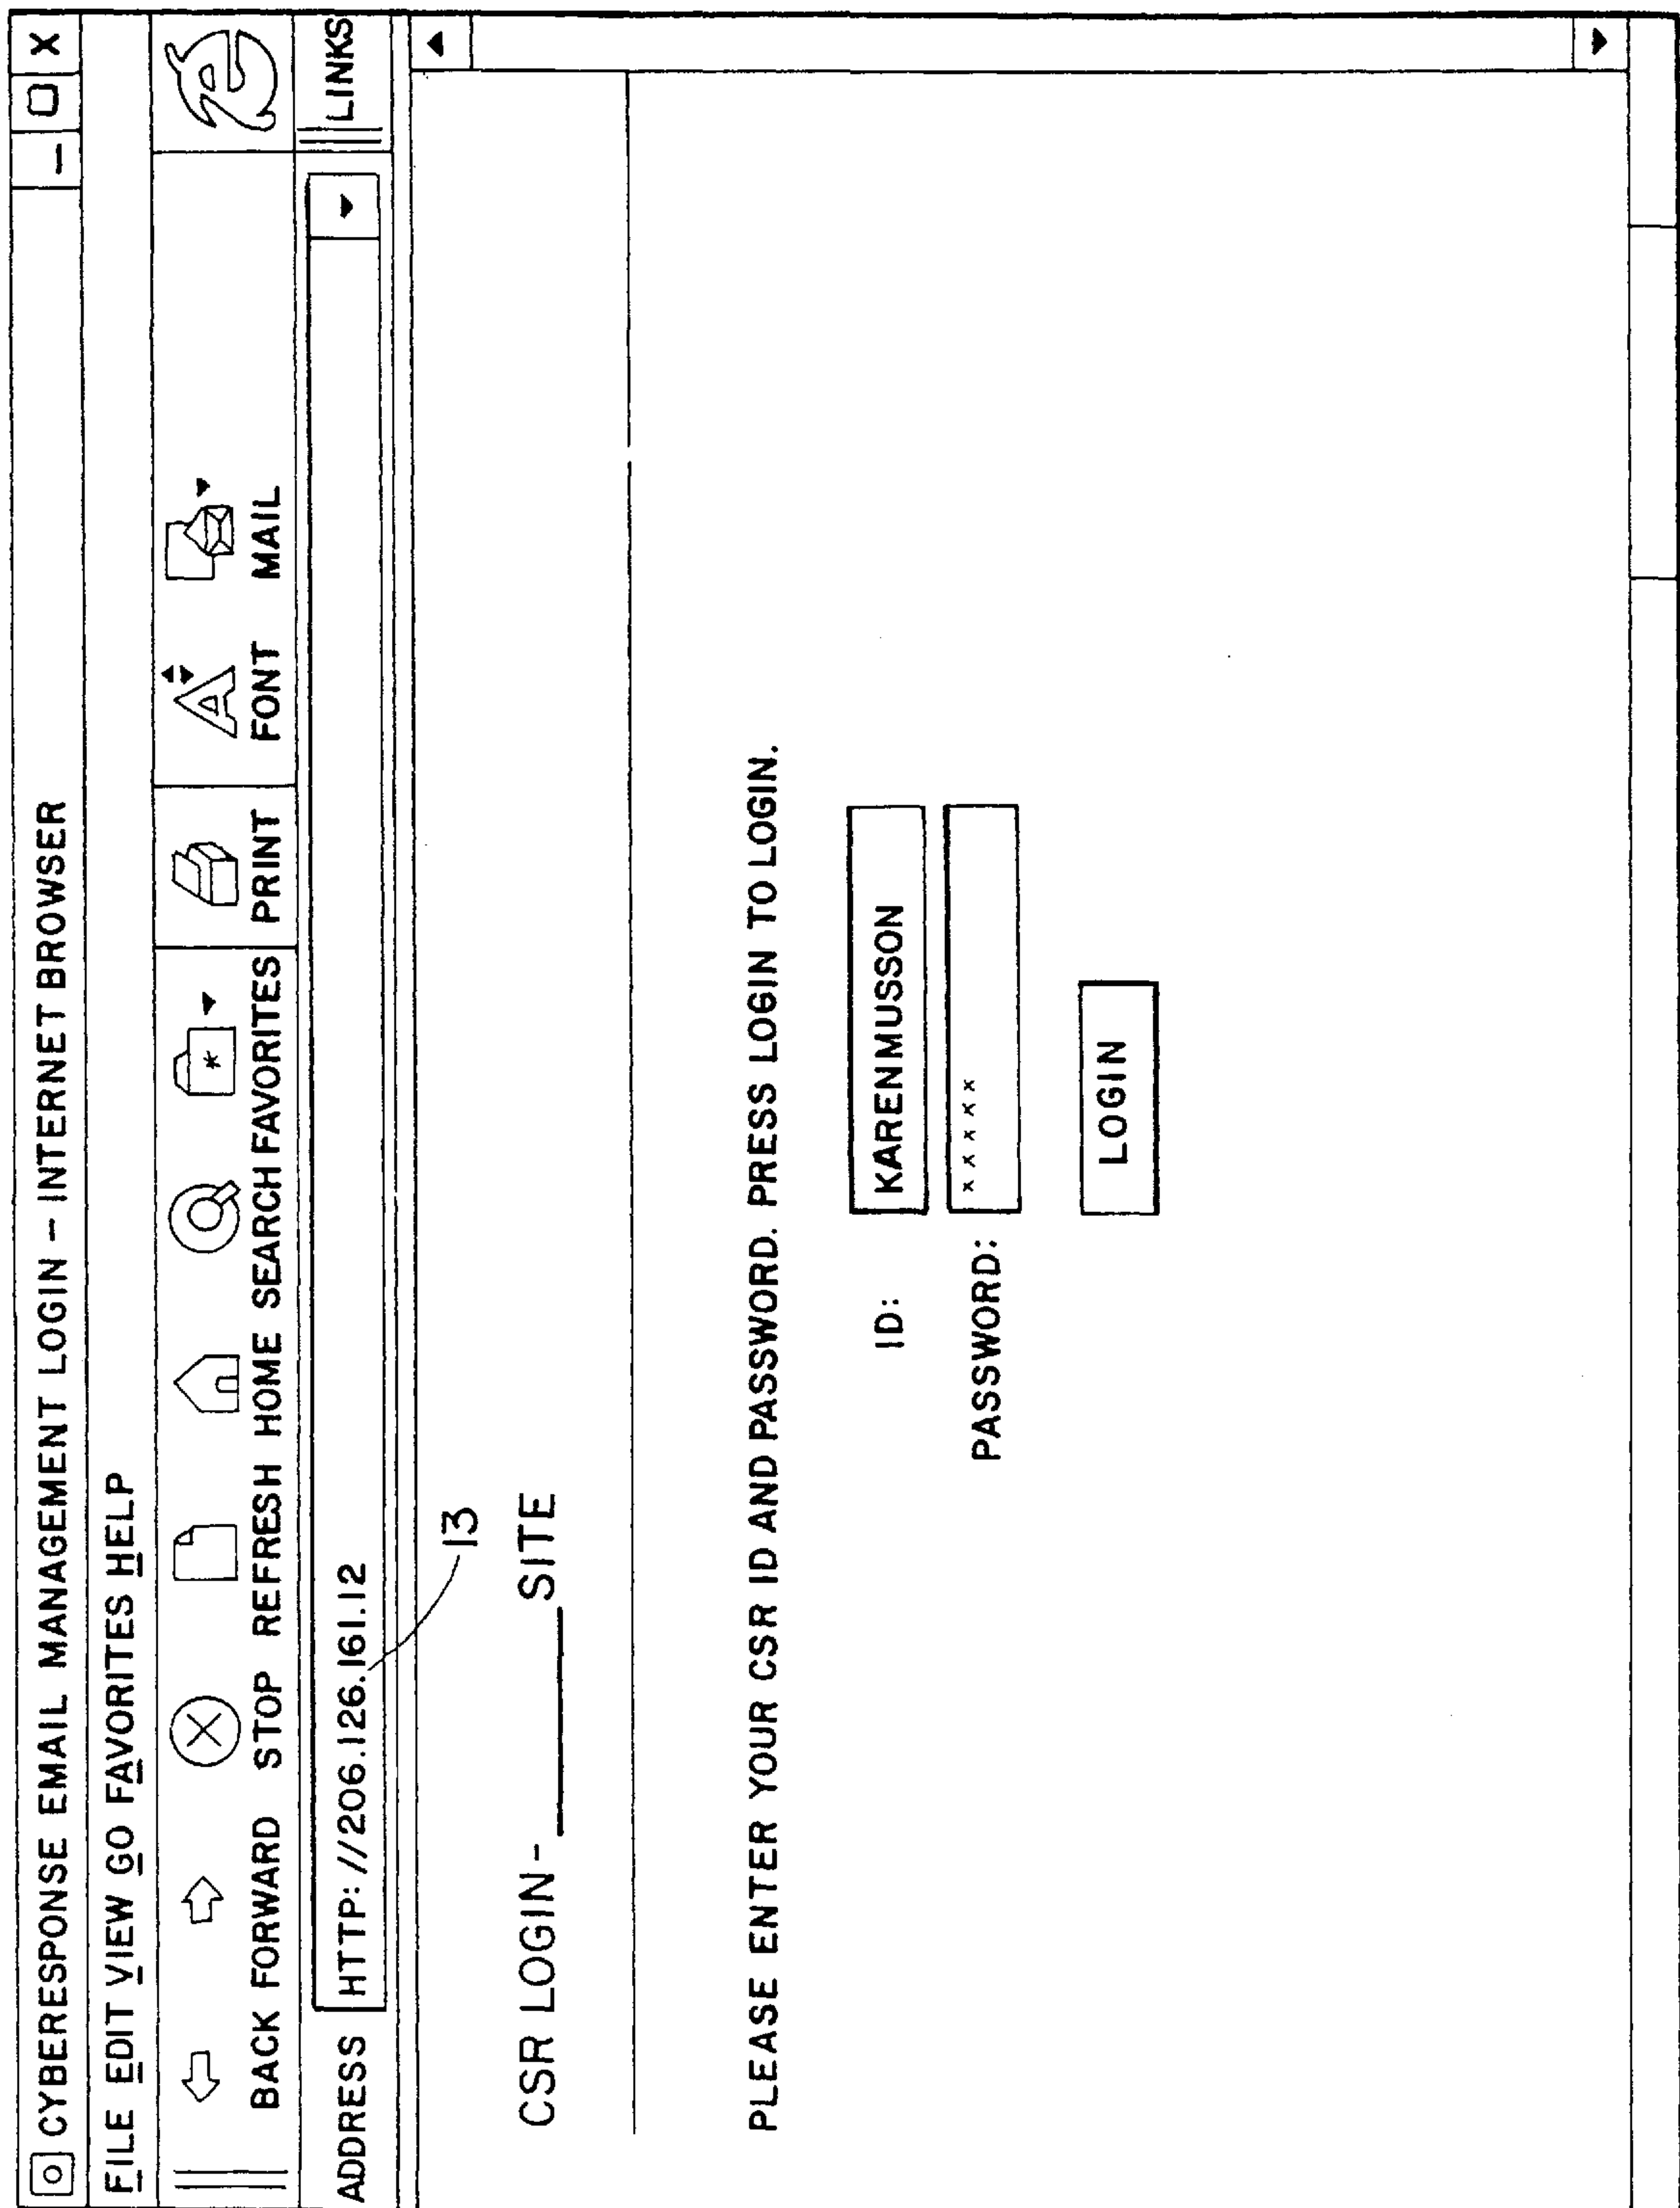 CYBERESPONSE EMAIL MANAGEMENT LOGIN – INTERNET BROWSER
FILE EDIT VIEW GO FAVORITES HELP
BACK FORWARD STOP REFRESH HOME SEARCH FAVORITES PRINT FONT MAIL
ADDRESS HTTP://206.126.161.12 LINKS
13
CSR LOGIN-________SITE
PLEASE ENTER YOUR CSR ID AND PASSWORD. PRESS LOGIN TO LOGIN.
ID: KARENMUSSON
PASSWORD: xxxxxx
LOGIN